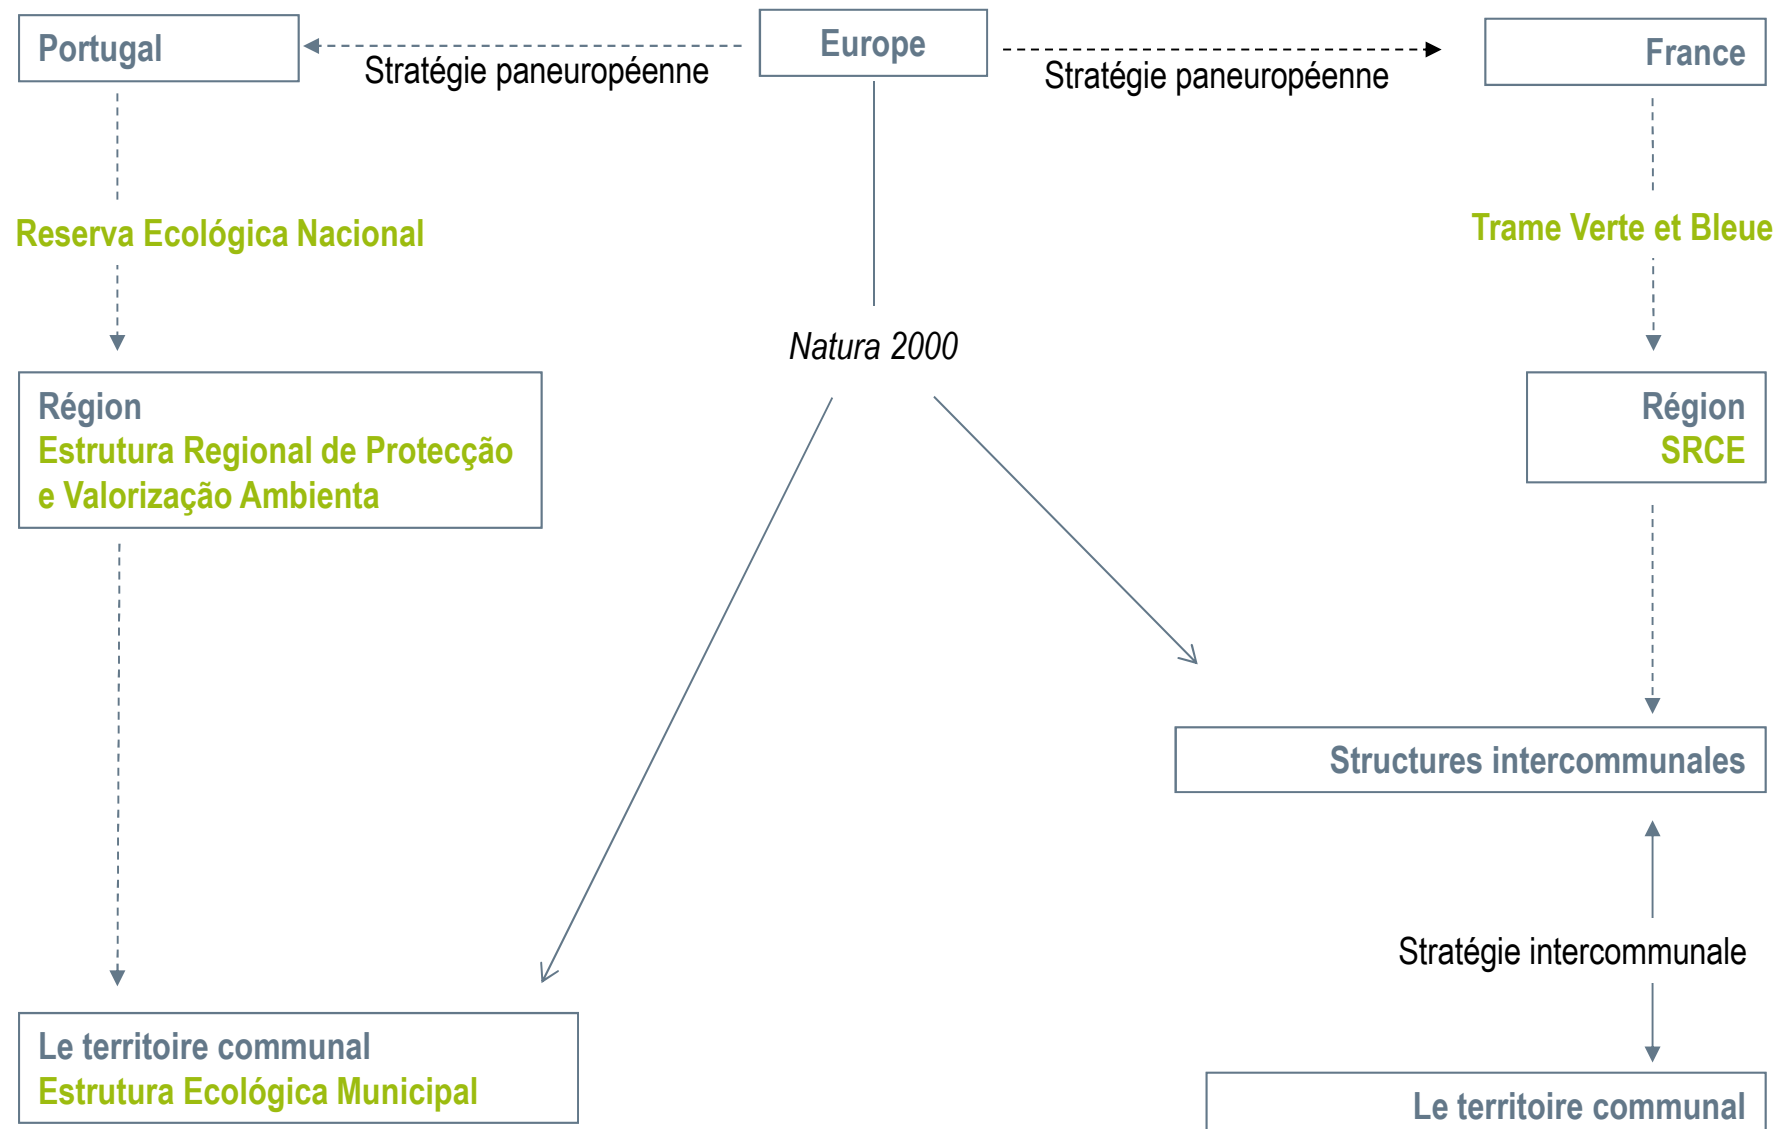 Portugal
Europe
France
Stratégie paneuropéenne
Stratégie paneuropéenne
Reserva Ecológica Nacional
Trame Verte et Bleue
Natura 2000
Région
Estrutura Regional de Protecção
e Valorização Ambienta
Région
SRCE
Structures intercommunales
Stratégie intercommunale
Le territoire communal
Estrutura Ecológica Municipal
Le territoire communal